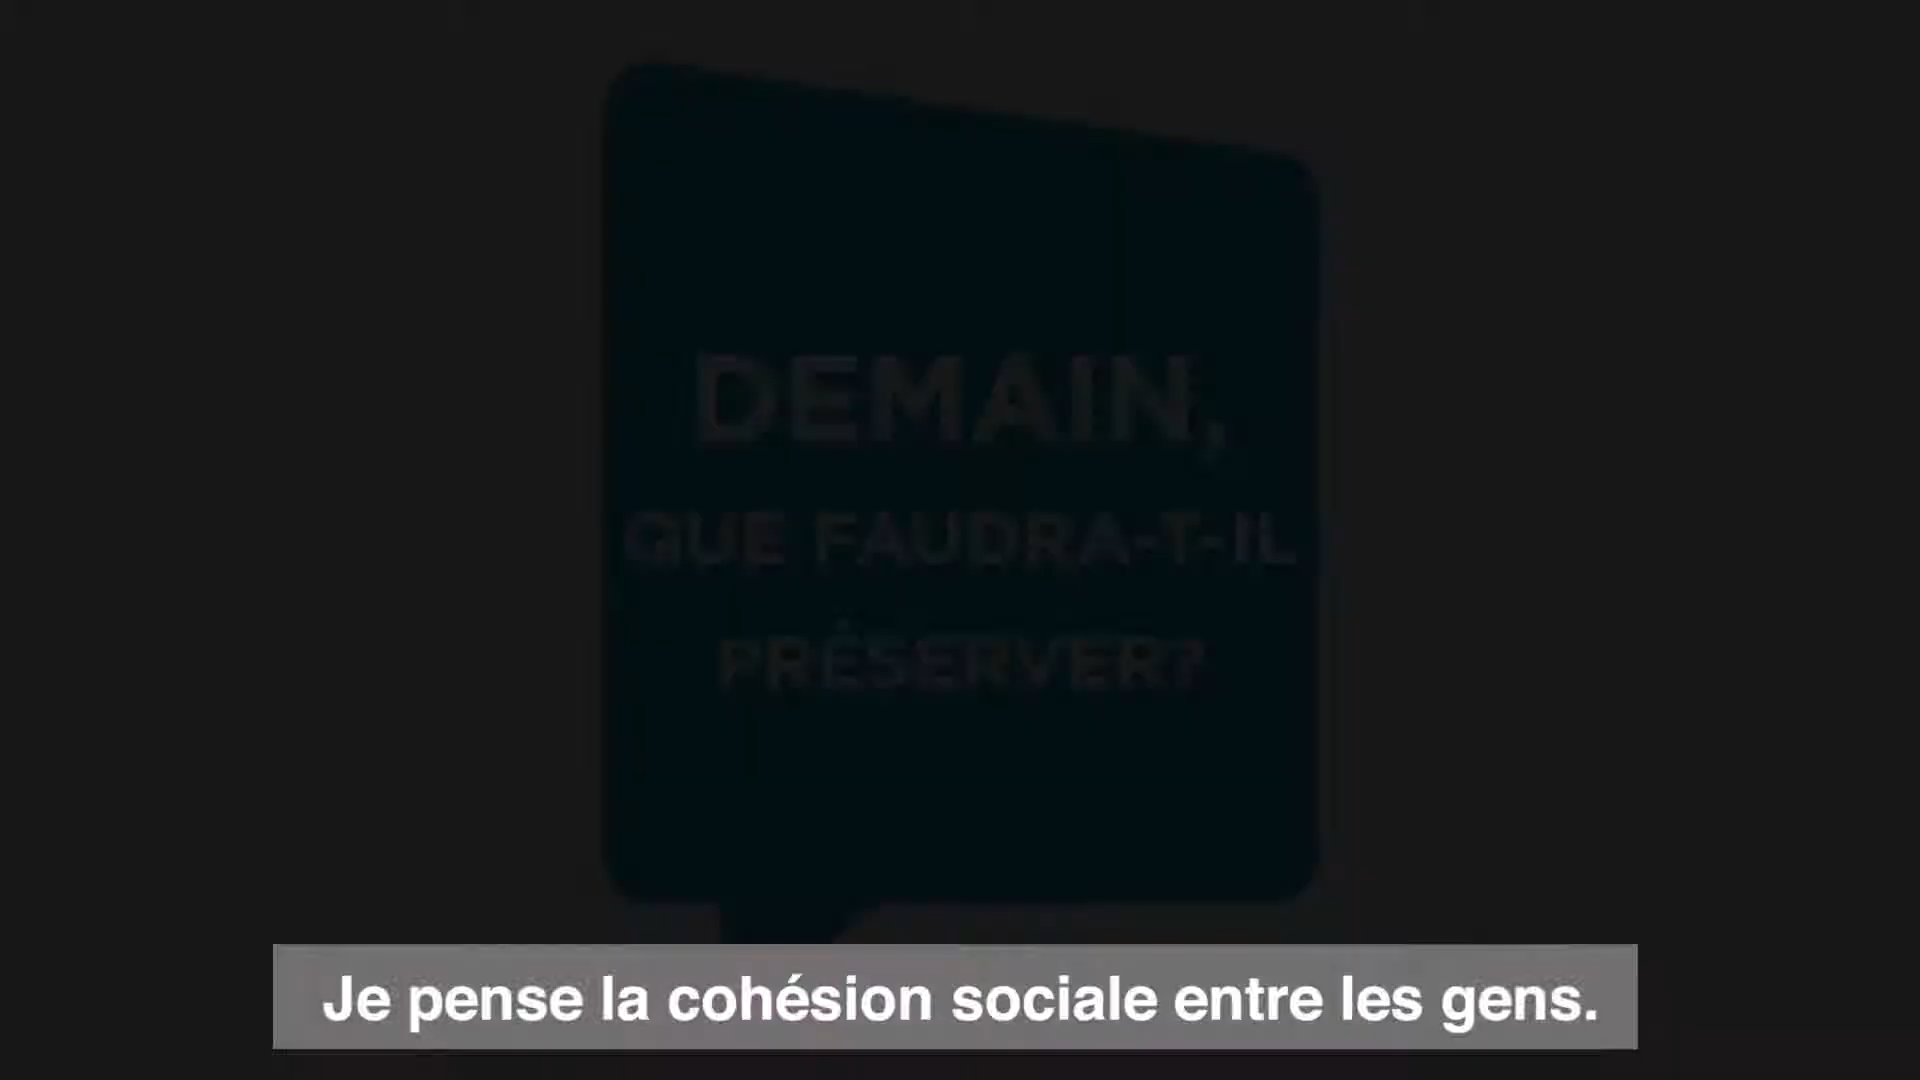 DEMAIN,
QUE FAUDRA-T-IL
PRÉSERVER?
Je pense la cohésion sociale entre les gens.